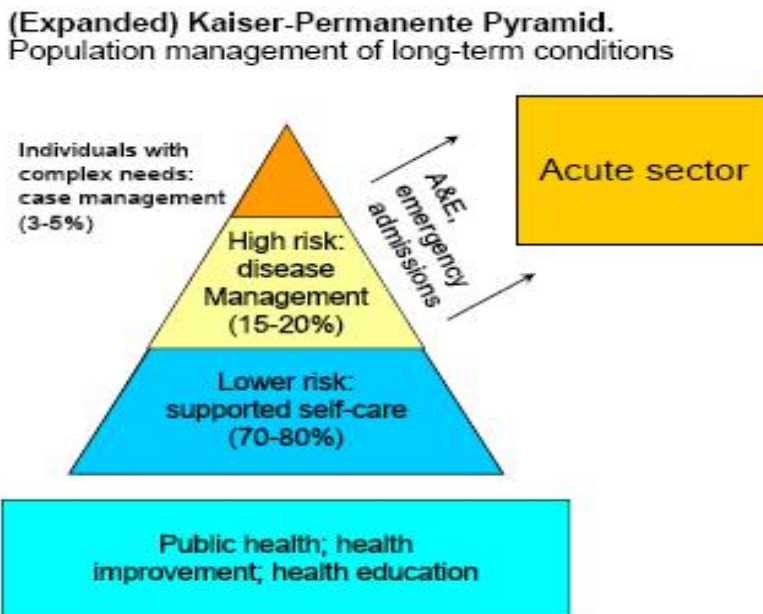 (Expanded) Kaiser-Permanente Pyramid.
Population management of long-term conditions
Individuals with
complex needs:
case management
(3-5%)
High risk:
disease
Management
(15-20%)
Lower risk:
supported self-care
(70-80%)
A&E,
emergency
admissions
Acute sector
Public health; health
improvement; health education